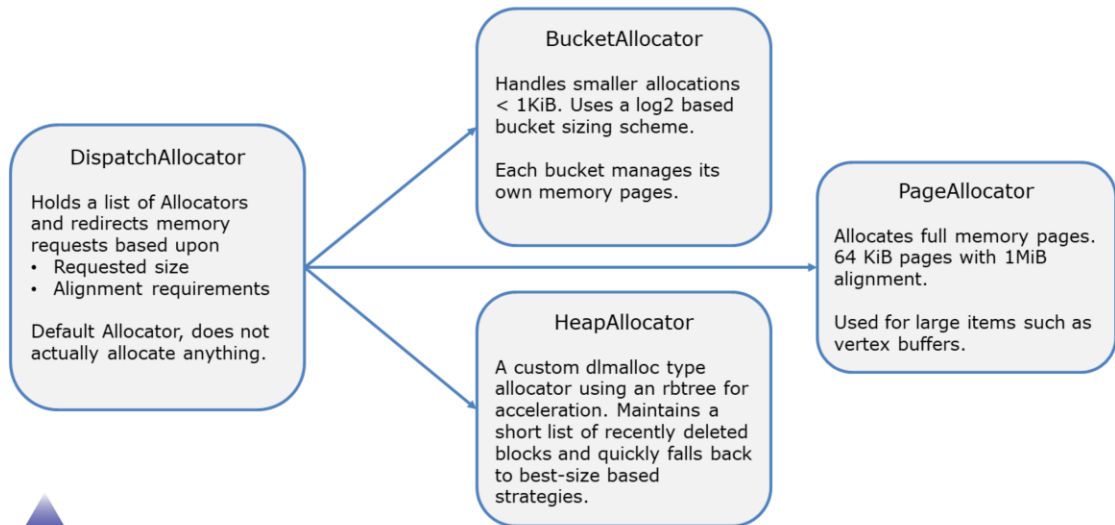 DispatchAllocator
Holds a list of Allocators
and redirects memory
requests based upon
• Requested size
• Alignment requirements
Default Allocator, does not
actually allocate anything.
BucketAllocator
Handles smaller allocations
< 1KiB. Uses a log2 based
bucket sizing scheme.
Each bucket manages its
own memory pages.
HeapAllocator
A custom dlmalloc type
allocator using an rbtree for
acceleration. Maintains a
short list of recently deleted
blocks and quickly falls back
to best-size based
strategies.
PageAllocator
Allocates full memory pages.
64 KiB pages with 1MiB
alignment.
Used for large items such as
vertex buffers.